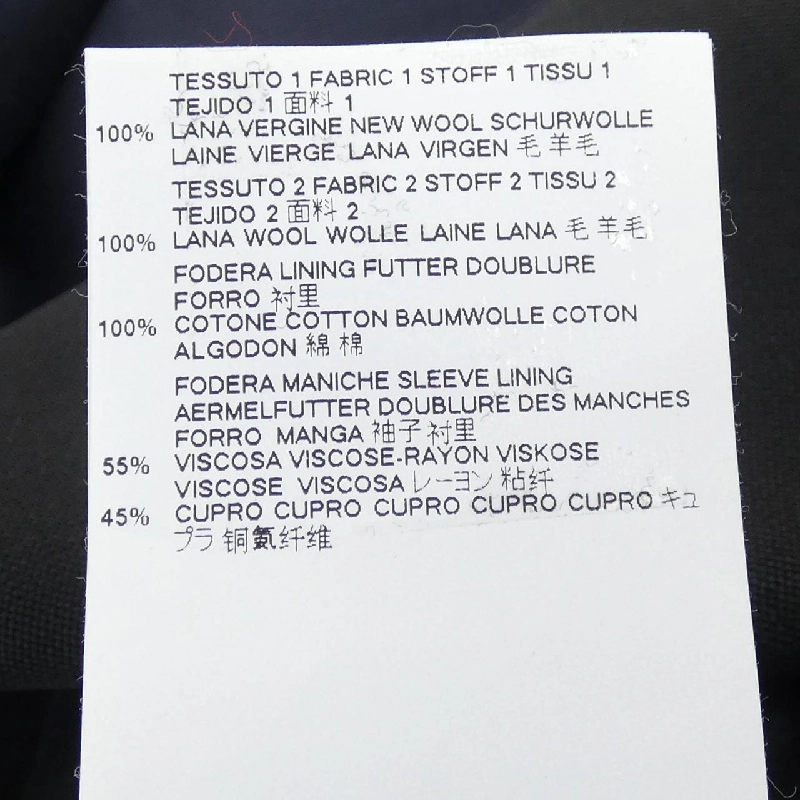 TESSUTO 1 FABRIC 1 STOFF 1 TISSU 1
TEJIDO 1 面料 1
100% LANA VERGINE NEW WOOL SCHURWOLLE
LAINE VIERGE LANA VIRGEN 毛 羊毛
TESSUTO 2 FABRIC 2 STOFF 2 TISSU 2
TEJIDO 2 面料 2
100% LANA WOOL WOLLE LAINE LANA 毛 羊毛
FODERA LINING FUTTER DOUBLURE
FORRO 衬里
100% COTONE COTTON BAUMWOLLE COTON
ALGODON 綿 棉
FODERA MANICHE SLEEVE LINING
AERMELFUTTER DOUBLURE DES MANCHES
FORRO MANGA 袖子衬里
55% VISCOSA VISCOSE-RAYON VISKOSE
VISCOSE VISCOSA レーヨン 粘纤
45% CUPRO CUPRO CUPRO CUPRO CUPRO キュ
プラ 铜氨纤维